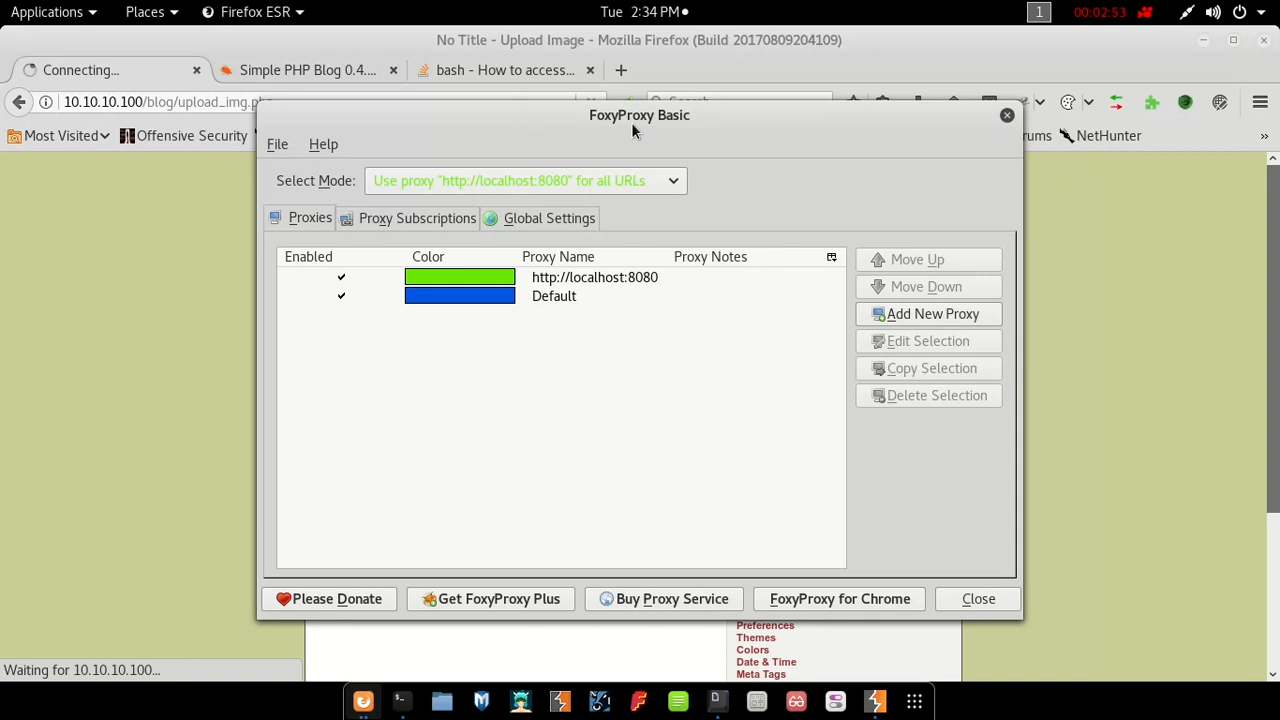 Applications Places Firefox ESR Tue 2:34 PM 1 00:02:53
No Title - Upload Image - Mozilla Firefox (Build 20170809204109)
Connecting... Simple PHP Blog 0.4.... bash - How to access...
10.10.10.100/blog/upload_img.php Search
Most Visited Offensive Security rums NetHunter »
FoxyProxy Basic
File Help
Select Mode: Use proxy "http://localhost:8080" for all URLs
Proxies Proxy Subscriptions Global Settings
Enabled Color Proxy Name Proxy Notes
http://localhost:8080
Default
Move Up
Move Down
Add New Proxy
Edit Selection
Copy Selection
Delete Selection
Please Donate Get FoxyProxy Plus Buy Proxy Service FoxyProxy for Chrome Close
Preferences
Themes
Colors
Date & Time
Meta Tags
Waiting for 10.10.10.100...